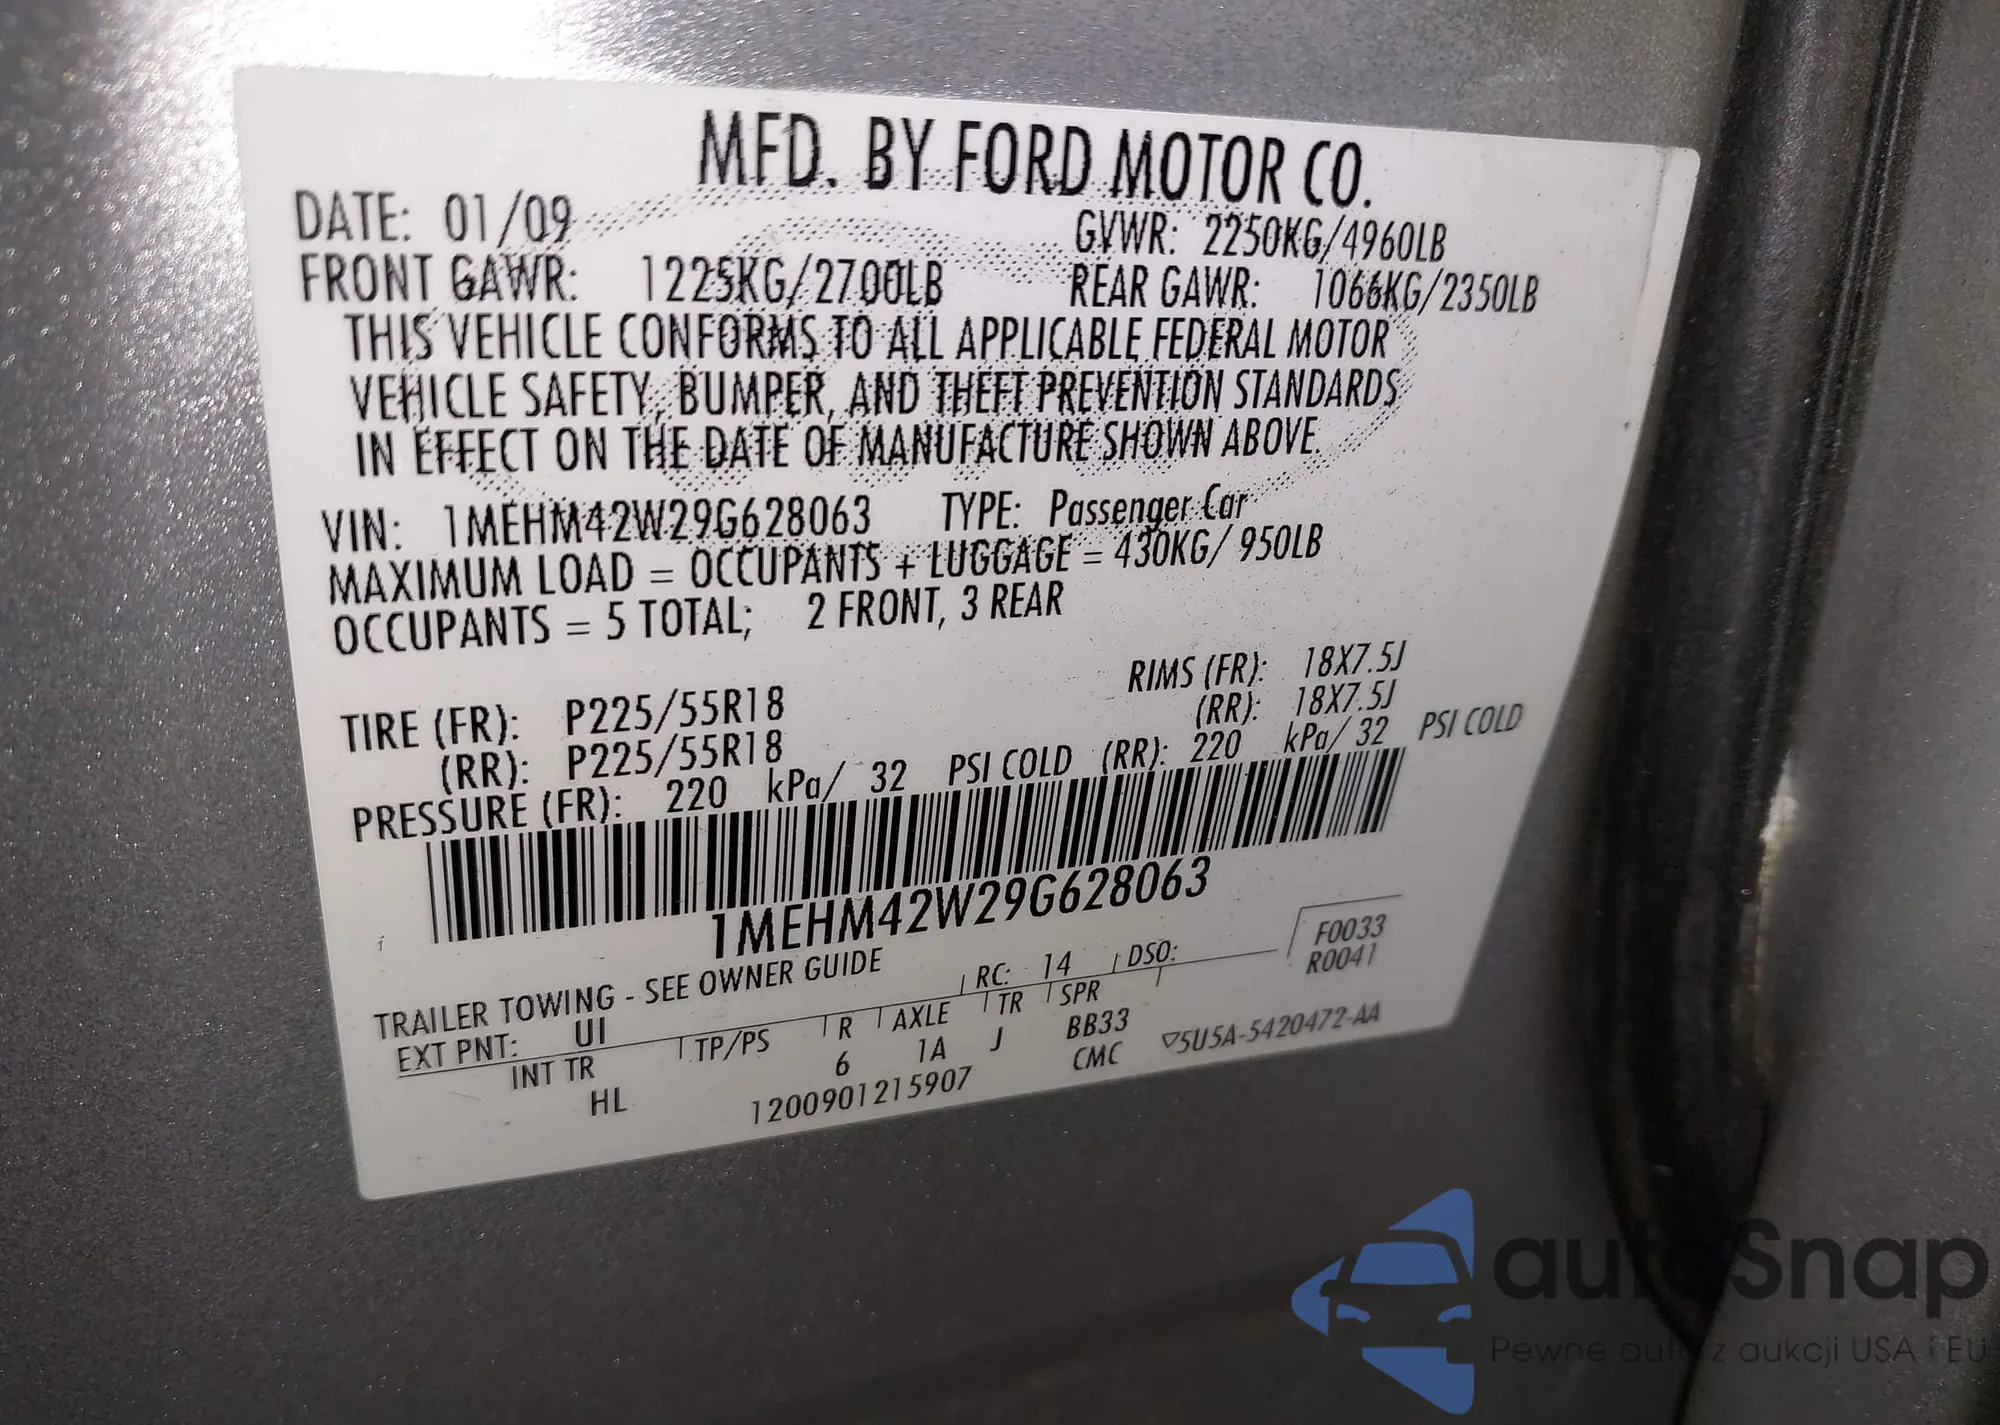 MFD. BY FORD MOTOR CO.
DATE: 01/09 GVWR: 2250KG/4960LB
FRONT GAWR: 1225KG/2700LB REAR GAWR: 1066KG/2350LB
THIS VEHICLE CONFORMS TO ALL APPLICABLE FEDERAL MOTOR
VEHICLE SAFETY, BUMPER, AND THEFT PREVENTION STANDARDS
IN EFFECT ON THE DATE OF MANUFACTURE SHOWN ABOVE.
VIN: 1MEHM42W29G628063 TYPE: Passenger Car
MAXIMUM LOAD = OCCUPANTS + LUGGAGE = 430KG/ 950LB
OCCUPANTS = 5 TOTAL; 2 FRONT, 3 REAR
TIRE (FR): P225/55R18 RIMS (FR): 18X7.5J
(RR): P225/55R18 (RR): 18X7.5J
PRESSURE (FR): 220 kPa/ 32 PSI COLD (RR): 220 kPa/ 32 PSI COLD
1MEHM42W29G628063
TRAILER TOWING - SEE OWNER GUIDE
EXT PNT: UI RC: 14 DSO: F0033
R0041
INT TR TP/PS R AXLE TR SPR
HL 6 1A J BB33
1200901215907 CMC ▽5U5A-5420472-AA
autoSnap
Pewne auto z aukcji USA i EU